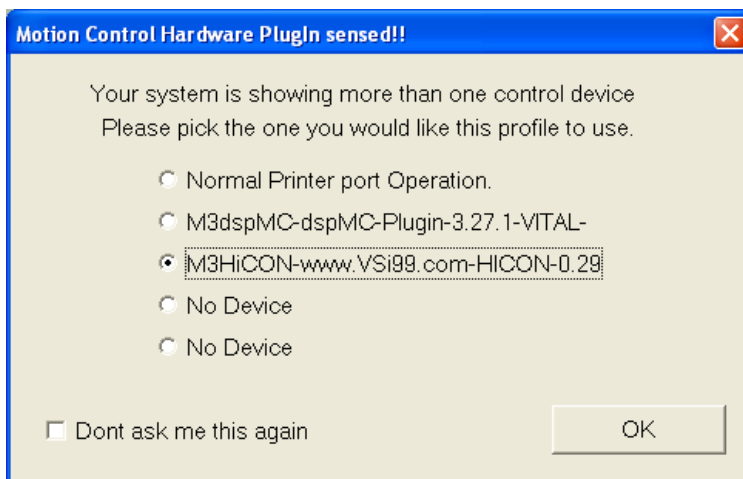 Motion Control Hardware PlugIn sensed!!
Your system is showing more than one control device
Please pick the one you would like this profile to use.
Normal Printer port Operation.
M3dspMC-dspMC-Plugin-3.27.1-VITAL-
M3HiCON-www.VSi99.com-HICON-0.29
No Device
No Device
Dont ask me this again
OK